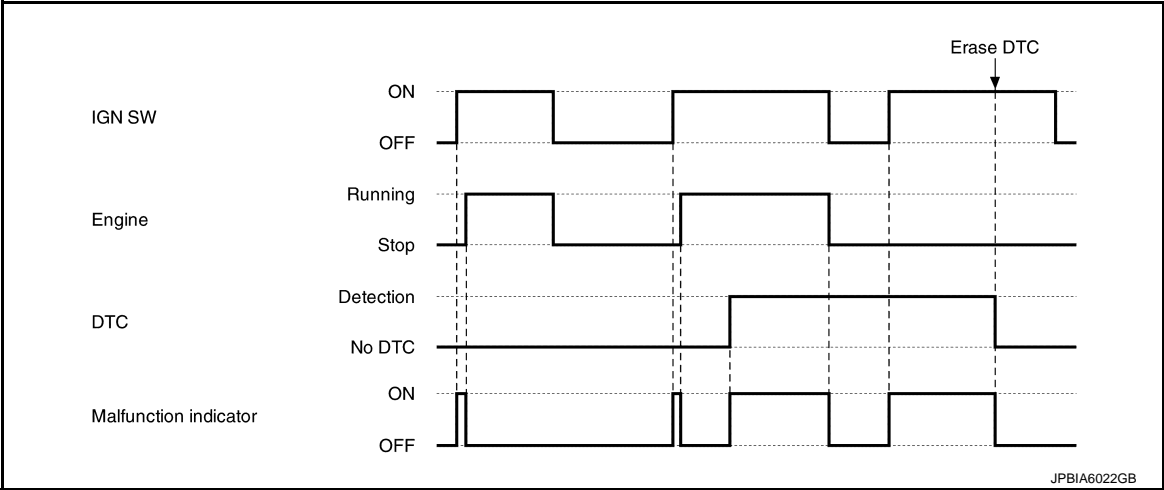 Erase DTC
ON
IGN SW
OFF
Running
Engine
Stop
Detection
DTC
No DTC
ON
Malfunction indicator
OFF
JPBIA6022GB